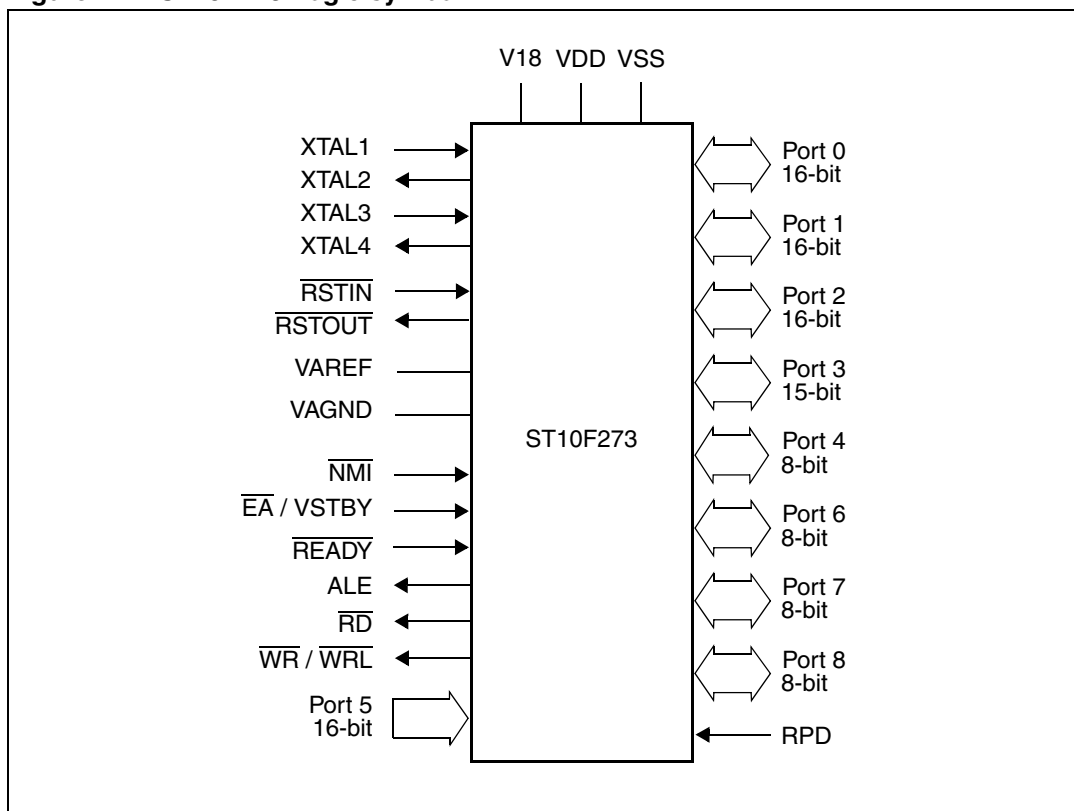 V18 VDD VSS
XTAL1
XTAL2
XTAL3
XTAL4
RSTIN
RSTOUT
VAREF
VAGND
NMI
EA / VSTBY
READY
ALE
RD
WR / WRL
Port 5
16-bit
ST10F273
Port 0
16-bit
Port 1
16-bit
Port 2
16-bit
Port 3
15-bit
Port 4
8-bit
Port 6
8-bit
Port 7
8-bit
Port 8
8-bit
RPD